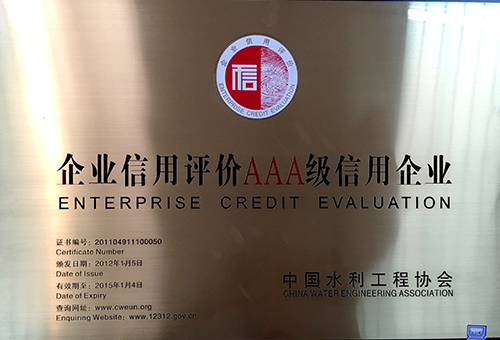 企业信用评价
信
ENTERPRISE CREDIT EVALUATION
企业信用评价AAA级信用企业
ENTERPRISE CREDIT EVALUATION
证书编号：201104911100050
Certificate Number
颁发日期：2012年1月5日
Date of Issue
有效期至：2015年1月4日
Date of Expiry
查询网址：www.cweun.org
Enquiring Website：www.12312.gov.cn
中国水利工程协会
CHINA WATER ENGINEERING ASSOCIATION